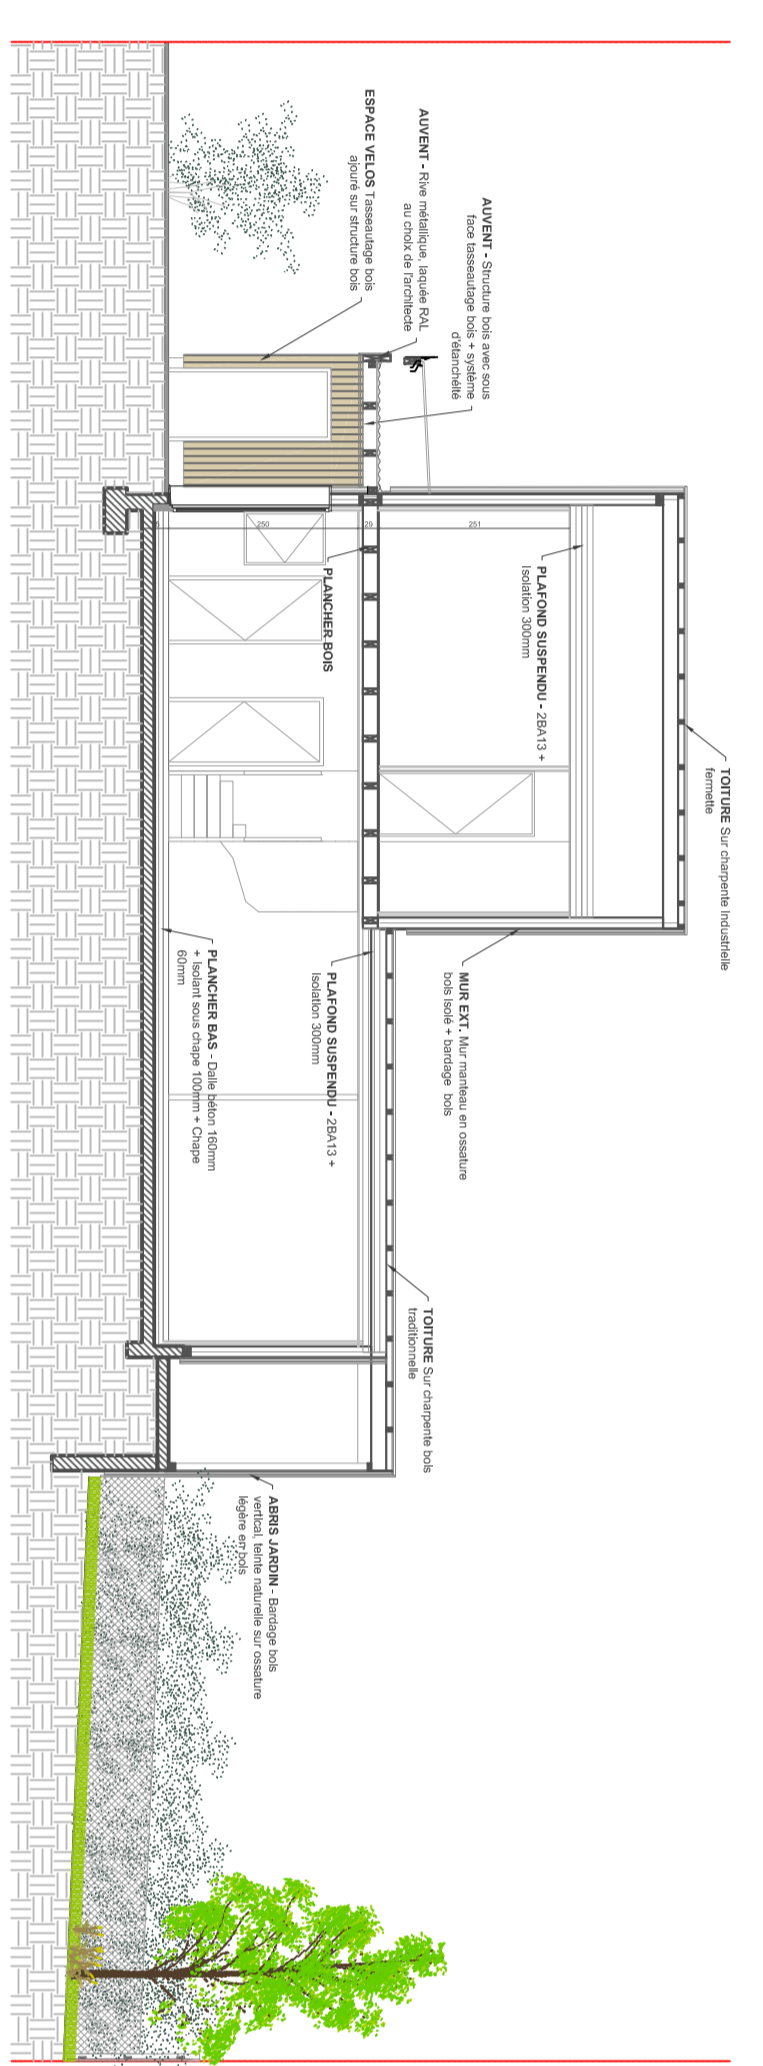 TOITURE Sur charpente industrielle
fermette
AUVENT - Structure bois avec sous
face tasseautage bois + système
d'étanchéité
AUVENT - Rive métallique, laquée RAL
au choix de l'architecte
ESPACE VELOS Tasseautage bois
ajouré sur structure bois
PLAFOND SUSPENDU - 2BA13 +
Isolation 300mm
251
29
250
PLANCHER BOIS
MUR EXT. Mur manteau en ossature
bois isolé + bardage bois
PLAFOND SUSPENDU - 2BA13 +
Isolation 300mm
PLANCHER BAS - Dalle béton 160mm
+ Isolant sous chape 100mm + Chape
60mm
TOITURE Sur charpente bois
traditionnelle
ABRIS JARDIN - Bardage bois
vertical, teinte naturelle sur ossature
légère en bois